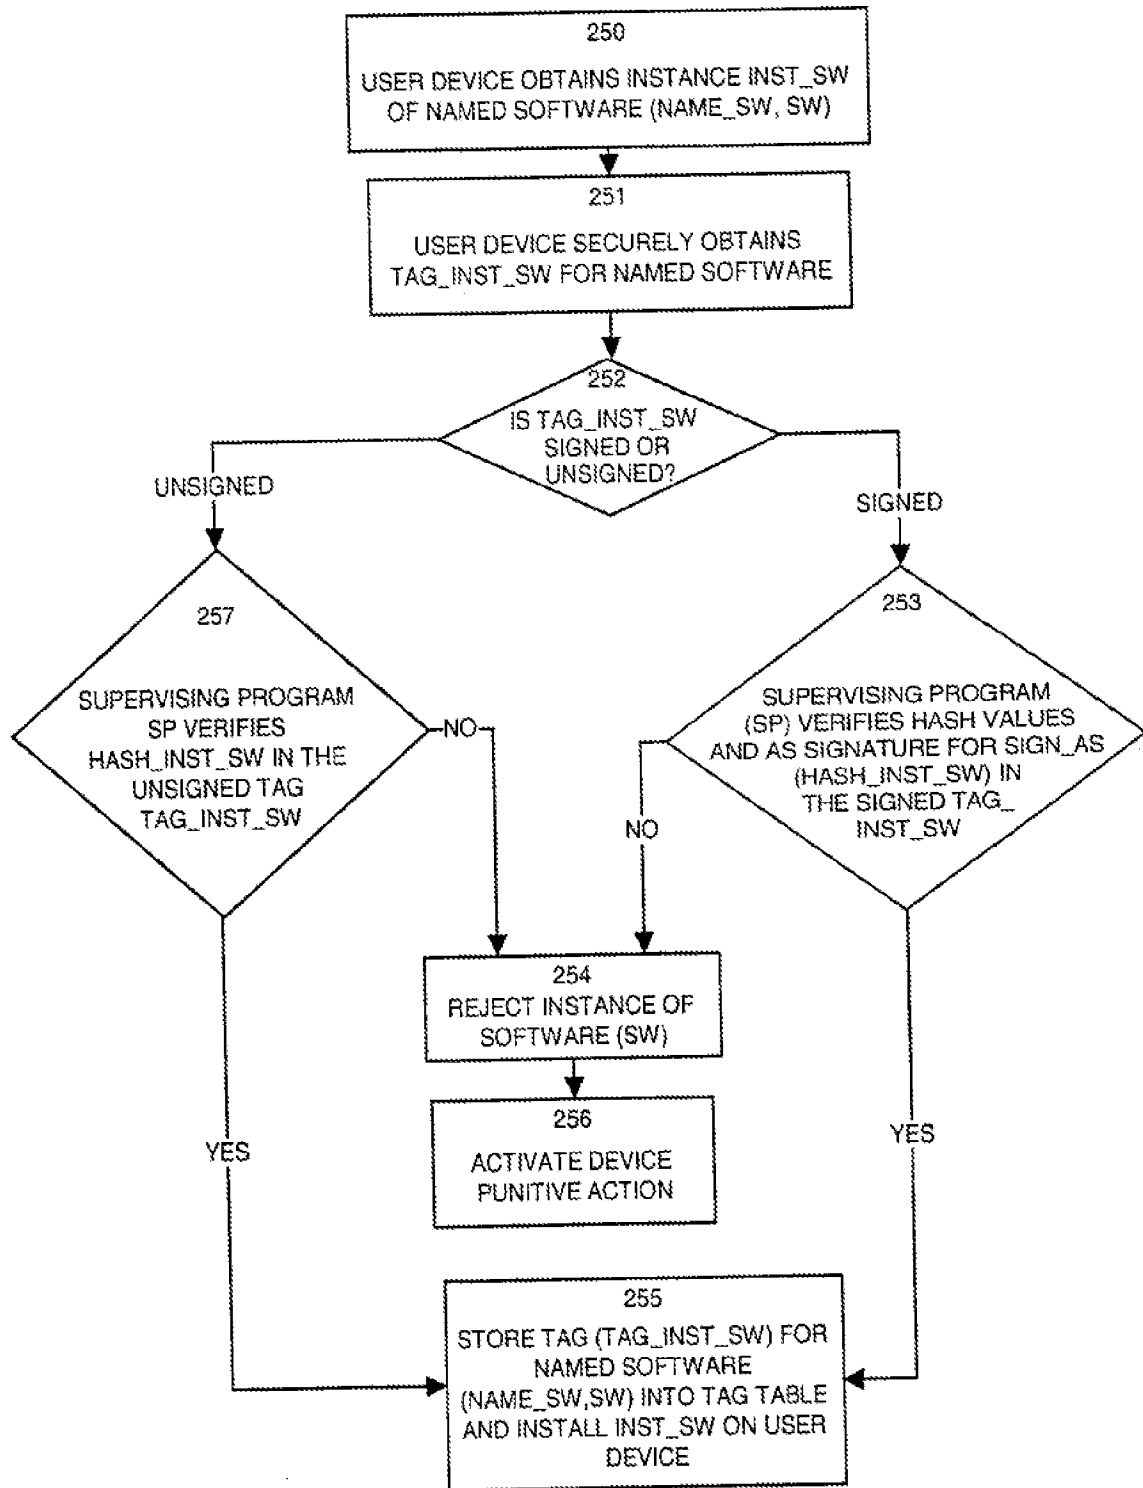 250
USER DEVICE OBTAINS INSTANCE INST_SW
OF NAMED SOFTWARE (NAME_SW, SW)
251
USER DEVICE SECURELY OBTAINS
TAG_INST_SW FOR NAMED SOFTWARE
252
IS TAG_INST_SW
SIGNED OR
UNSIGNED?
UNSIGNED
SIGNED
257
SUPERVISING PROGRAM
SP VERIFIES
HASH_INST_SW IN THE
UNSIGNED TAG
TAG_INST_SW
NO
253
SUPERVISING PROGRAM
(SP) VERIFIES HASH VALUES
AND AS SIGNATURE FOR SIGN_AS
(HASH_INST_SW) IN
THE SIGNED TAG_
INST_SW
NO
254
REJECT INSTANCE OF
SOFTWARE (SW)
256
ACTIVATE DEVICE
PUNITIVE ACTION
YES
YES
255
STORE TAG (TAG_INST_SW) FOR
NAMED SOFTWARE
(NAME_SW,SW) INTO TAG TABLE
AND INSTALL INST_SW ON USER
DEVICE